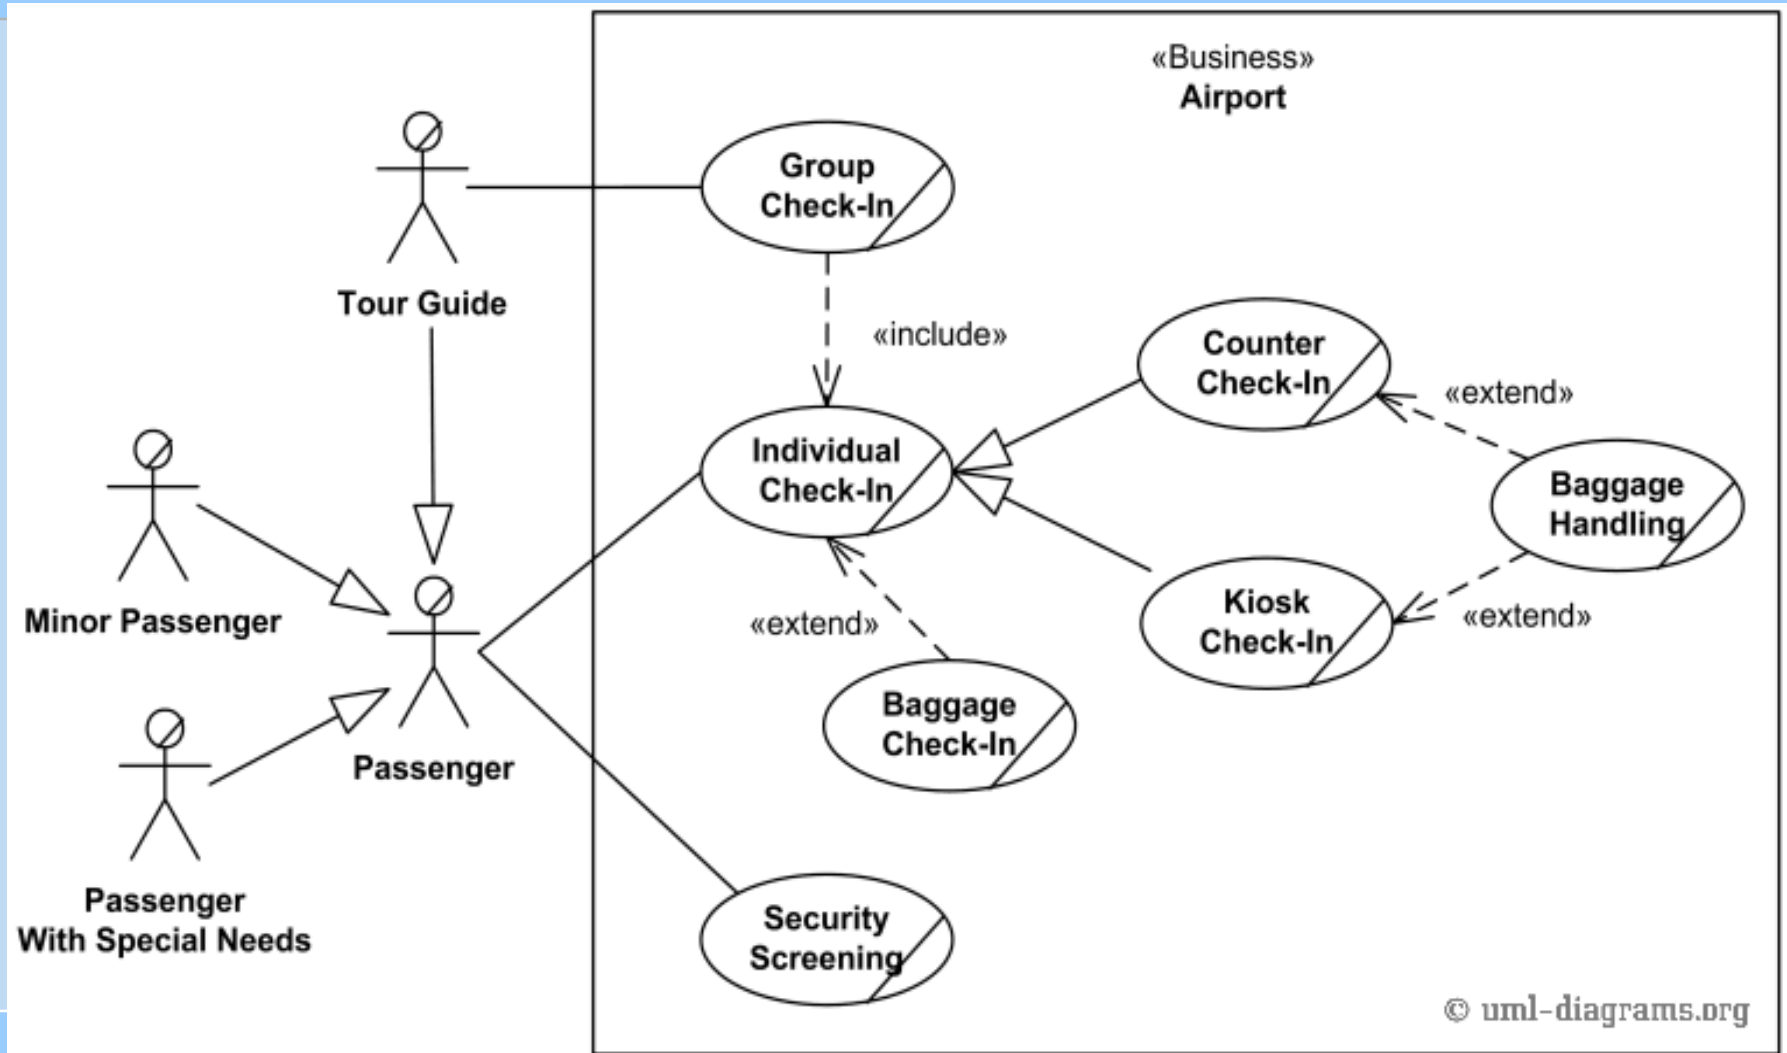 «Business»
Airport
Group
Check-In
Tour Guide
«include»
Counter
Check-In
«extend»
Individual
Check-In
Baggage
Handling
Minor Passenger
«extend»
Kiosk
Check-In
«extend»
Baggage
Check-In
Passenger
Passenger
With Special Needs
Security
Screening
© uml-diagrams.org